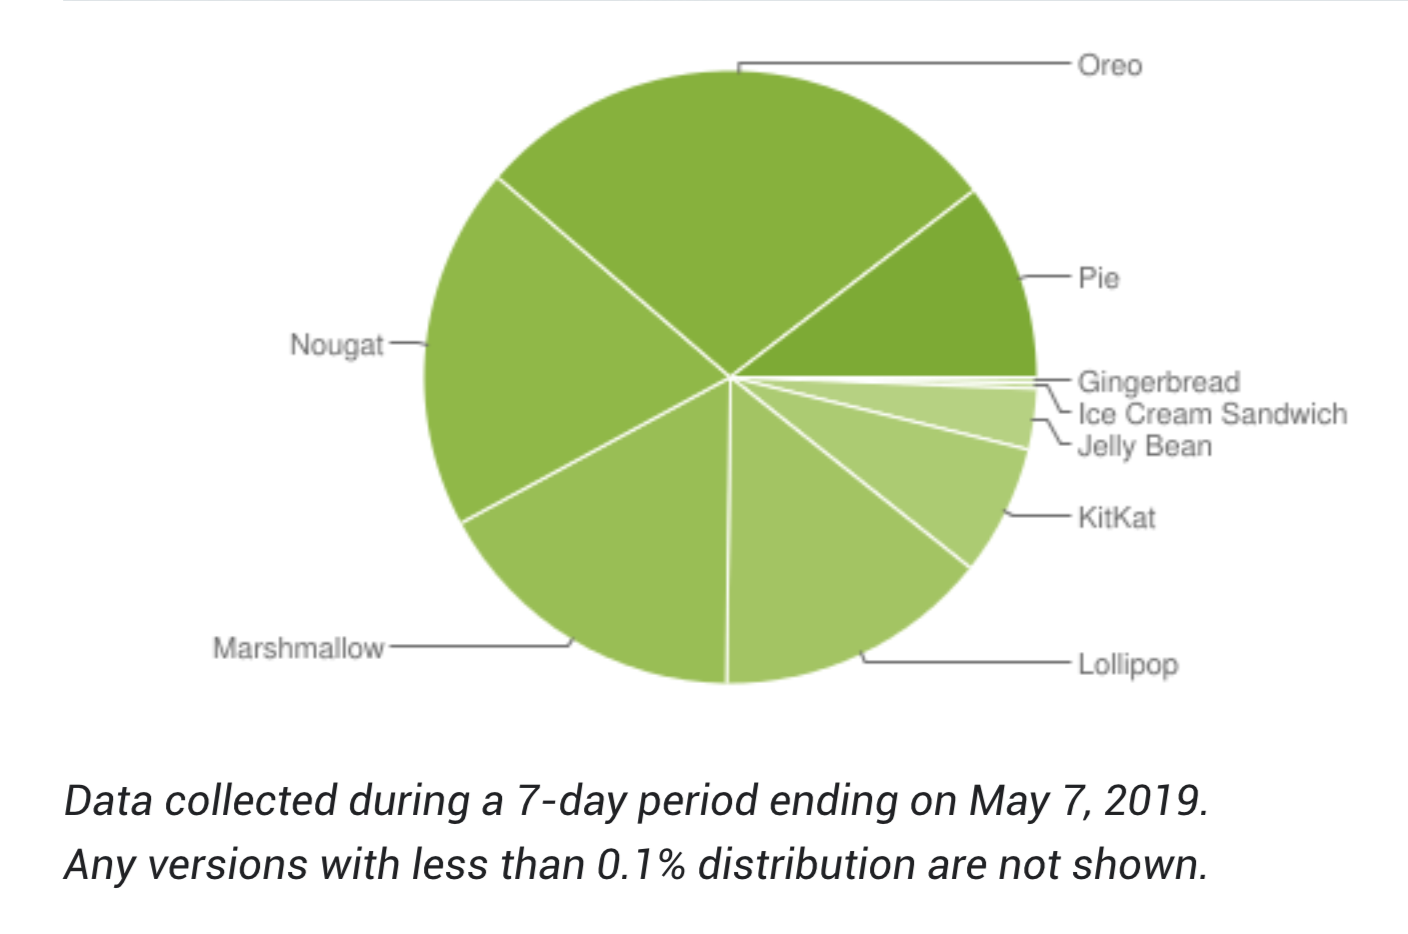 Oreo
Pie
Nougat
Gingerbread
Ice Cream Sandwich
Jelly Bean
KitKat
Marshmallow
Lollipop
Data collected during a 7-day period ending on May 7, 2019.
Any versions with less than 0.1% distribution are not shown.